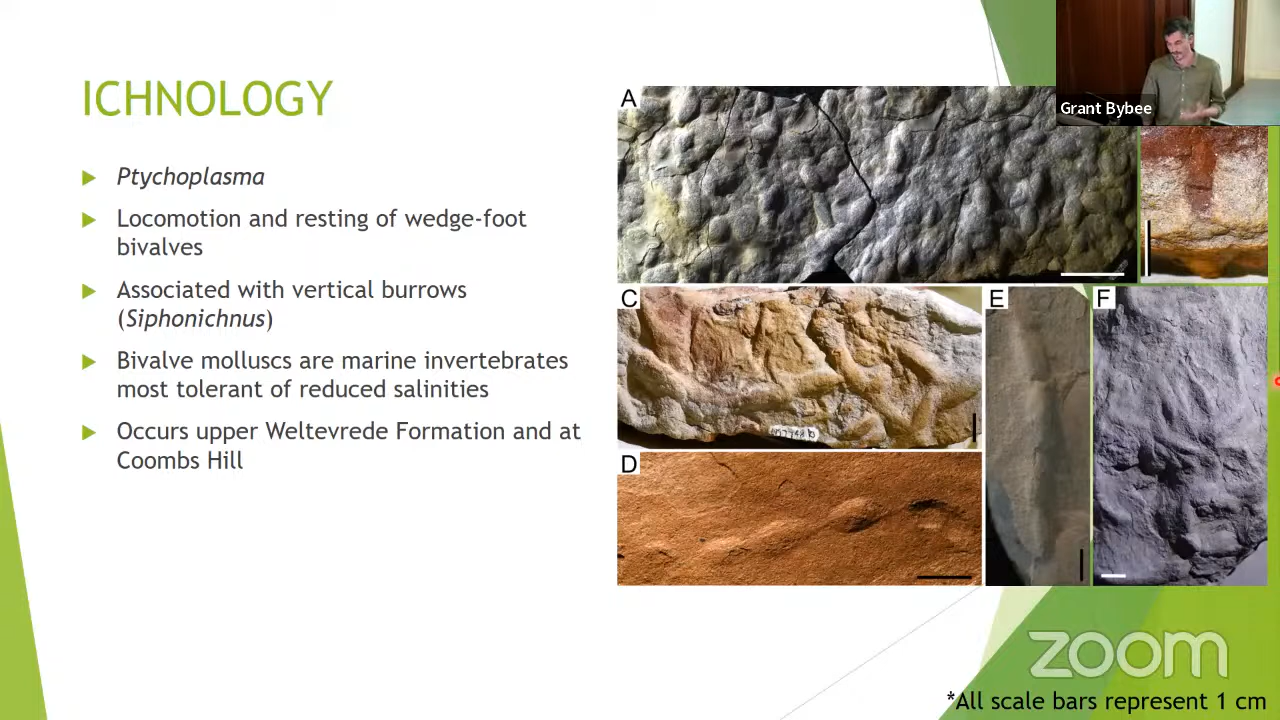 ICHNOLOGY
Ptychoplasma
Locomotion and resting of wedge-foot
bivalves
Associated with vertical burrows
(Siphonichnus)
Bivalve molluscs are marine invertebrates
most tolerant of reduced salinities
Occurs upper Weltevrede Formation and at
Coombs Hill
A
Grant Bybee
C
E
F
D
zoom
*All scale bars represent 1 cm